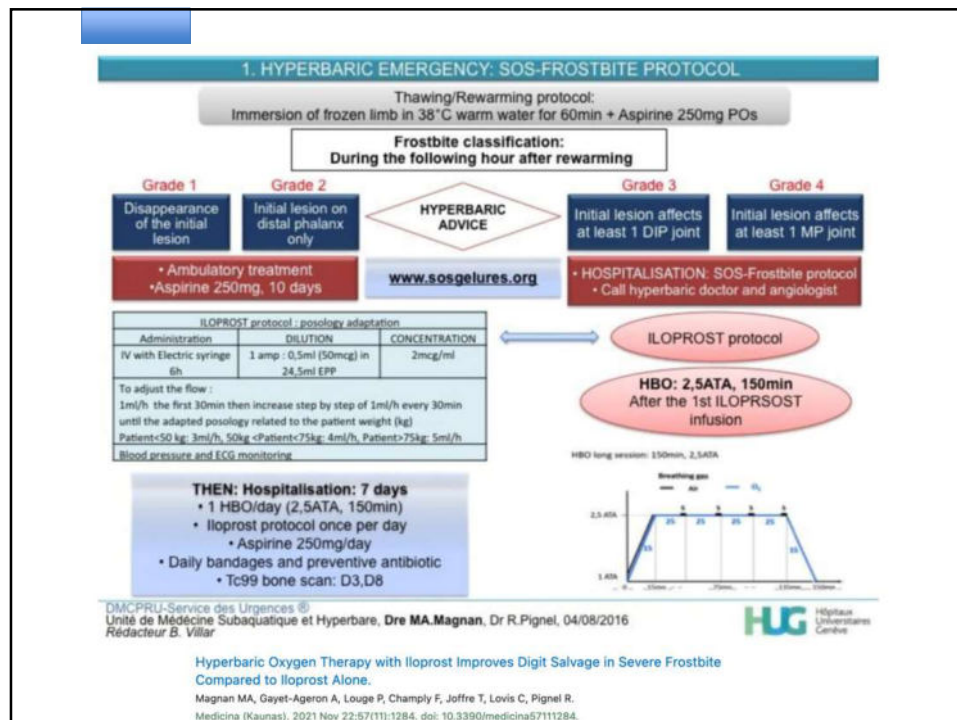 1. HYPERBARIC EMERGENCY: SOS-FROSTBITE PROTOCOL
Thawing/Rewarming protocol:
Immersion of frozen limb in 38°C warm water for 60min + Aspirine 250mg POs
Frostbite classification:
During the following hour after rewarming
Grade 1
Disappearance
of the initial
lesion
Grade 2
Initial lesion on
distal phalanx
only
HYPERBARIC
ADVICE
Grade 3
Initial lesion affects
at least 1 DIP joint
Grade 4
Initial lesion affects
at least 1 MP joint
• Ambulatory treatment
•Aspirine 250mg, 10 days
www.sosgelures.org
• HOSPITALISATION: SOS-Frostbite protocol
• Call hyperbaric doctor and angiologist
ILOPROST protocol : posology adaptation
Administration
DILUTION
CONCENTRATION
IV with Electric syringe
6h
1 amp : 0,5ml (50mcg) in
24,5ml EPP
2mcg/ml
To adjust the flow :
1ml/h the first 30min then increase step by step of 1ml/h every 30min
until the adapted posology related to the patient weight (kg)
Patient<50 kg: 3ml/h, 50kg <Patient<75kg: 4ml/h, Patient>75kg: 5ml/h
Blood pressure and ECG monitoring
ILOPROST protocol
HBO: 2,5ATA, 150min
After the 1st ILOPRSOST
infusion
THEN: Hospitalisation: 7 days
• 1 HBO/day (2,5ATA, 150min)
• Iloprost protocol once per day
• Aspirine 250mg/day
• Daily bandages and preventive antibiotic
• Tc99 bone scan: D3,D8
HBO long session: 150min, 2,5ATA
Breathing gas
Air
O2
5 5 5 5
2,5 ATA
25 25 25 25
15 15
1 ATA
DMCPRU-Service des Urgences ®
Unité de Médécine Subaquatique et Hyperbare, Dre MA.Magnan, Dr R.Pignel, 04/08/2016
Rédacteur B. Villar
HUG
Hôpitaux
Universitaires
Genève
Hyperbaric Oxygen Therapy with Iloprost Improves Digit Salvage in Severe Frostbite
Compared to Iloprost Alone.
Magnan MA, Gayet-Ageron A, Louge P, Champly F, Joffre T, Lovis C, Pignel R.
Medicina (Kaunas). 2021 Nov 22;57(11):1284. doi: 10.3390/medicina57111284.